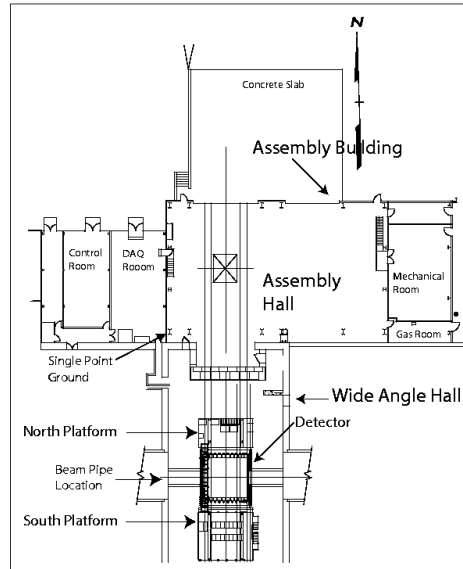 N
Concrete Slab
Assembly Building
Control
Room
DAQ
Rooom
Assembly
Hall
Mechanical
Room
Gas Room
Single Point
Ground
Wide Angle Hall
North Platform
Detector
Beam Pipe
Location
South Platform